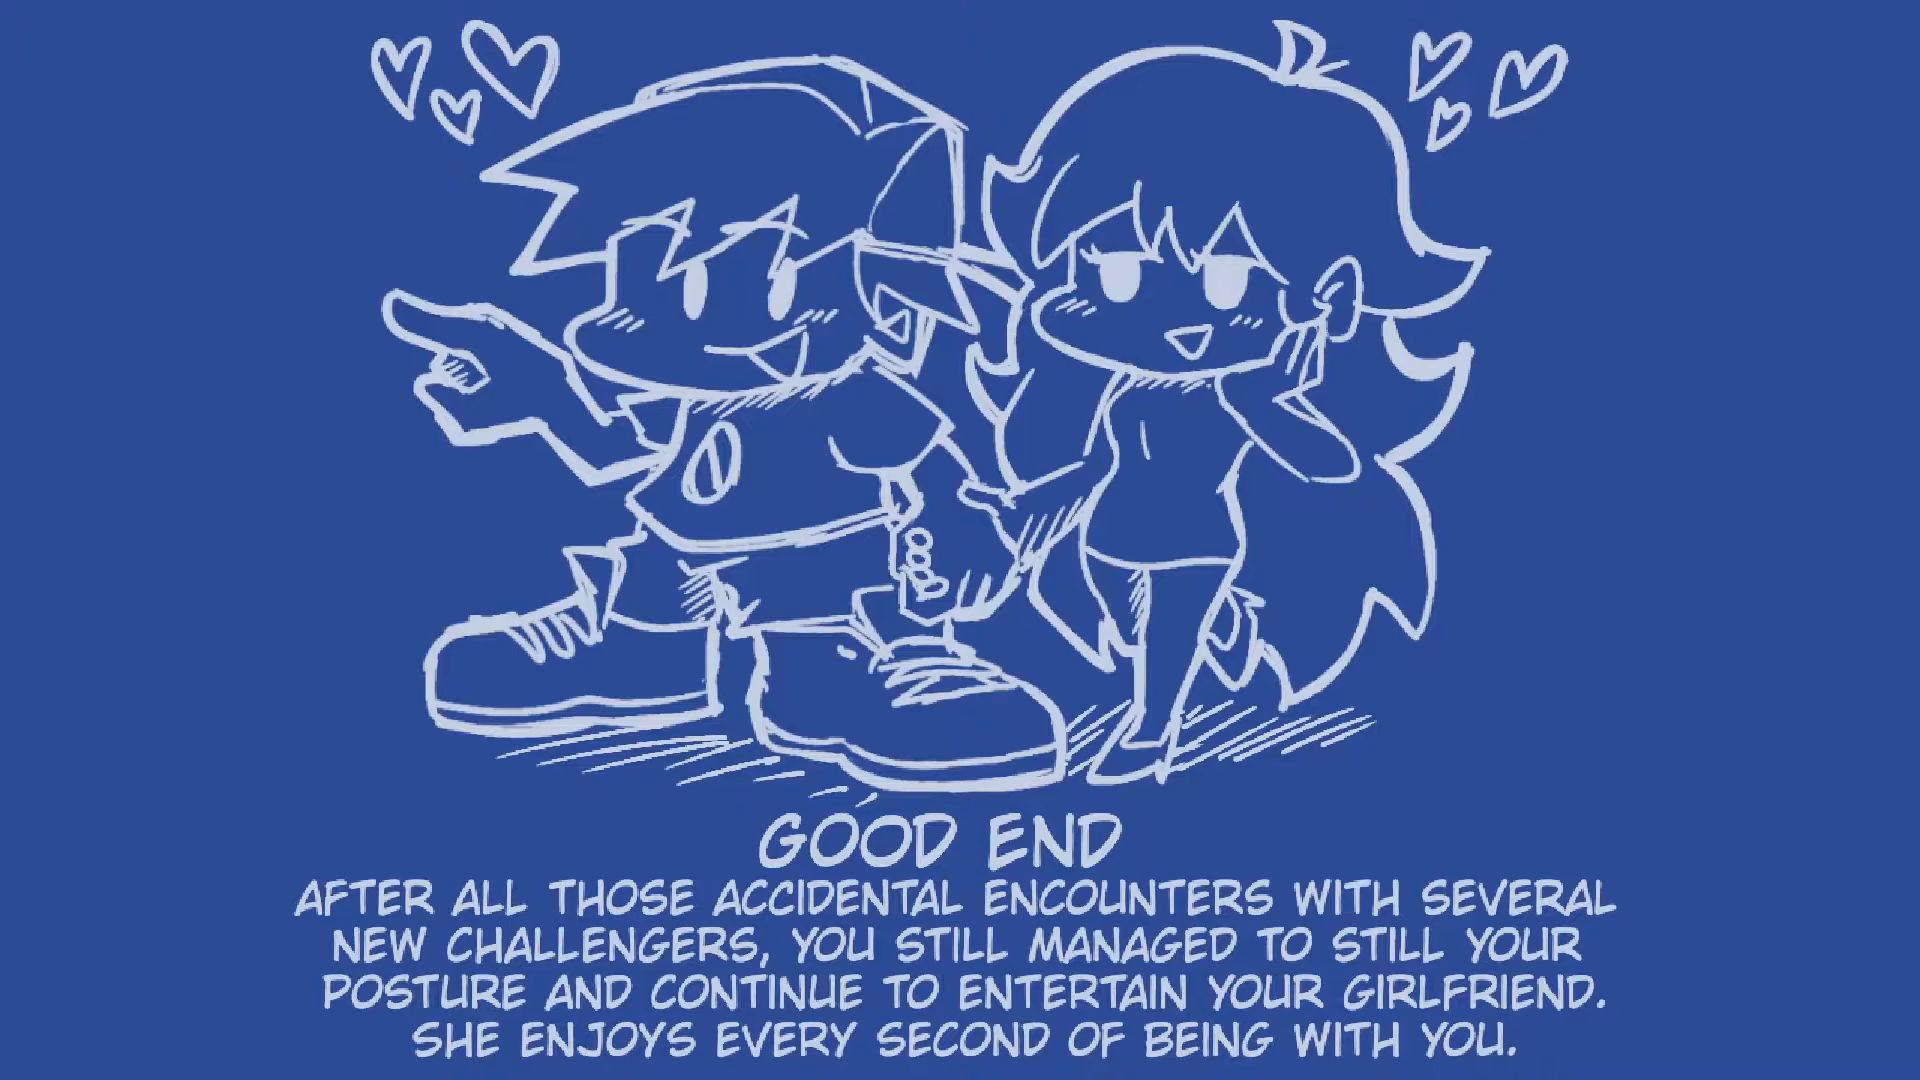 GOOD END
AFTER ALL THOSE ACCIDENTAL ENCOUNTERS WITH SEVERAL
NEW CHALLENGERS, YOU STILL MANAGED TO STILL YOUR
POSTURE AND CONTINUE TO ENTERTAIN YOUR GIRLFRIEND.
SHE ENJOYS EVERY SECOND OF BEING WITH YOU.